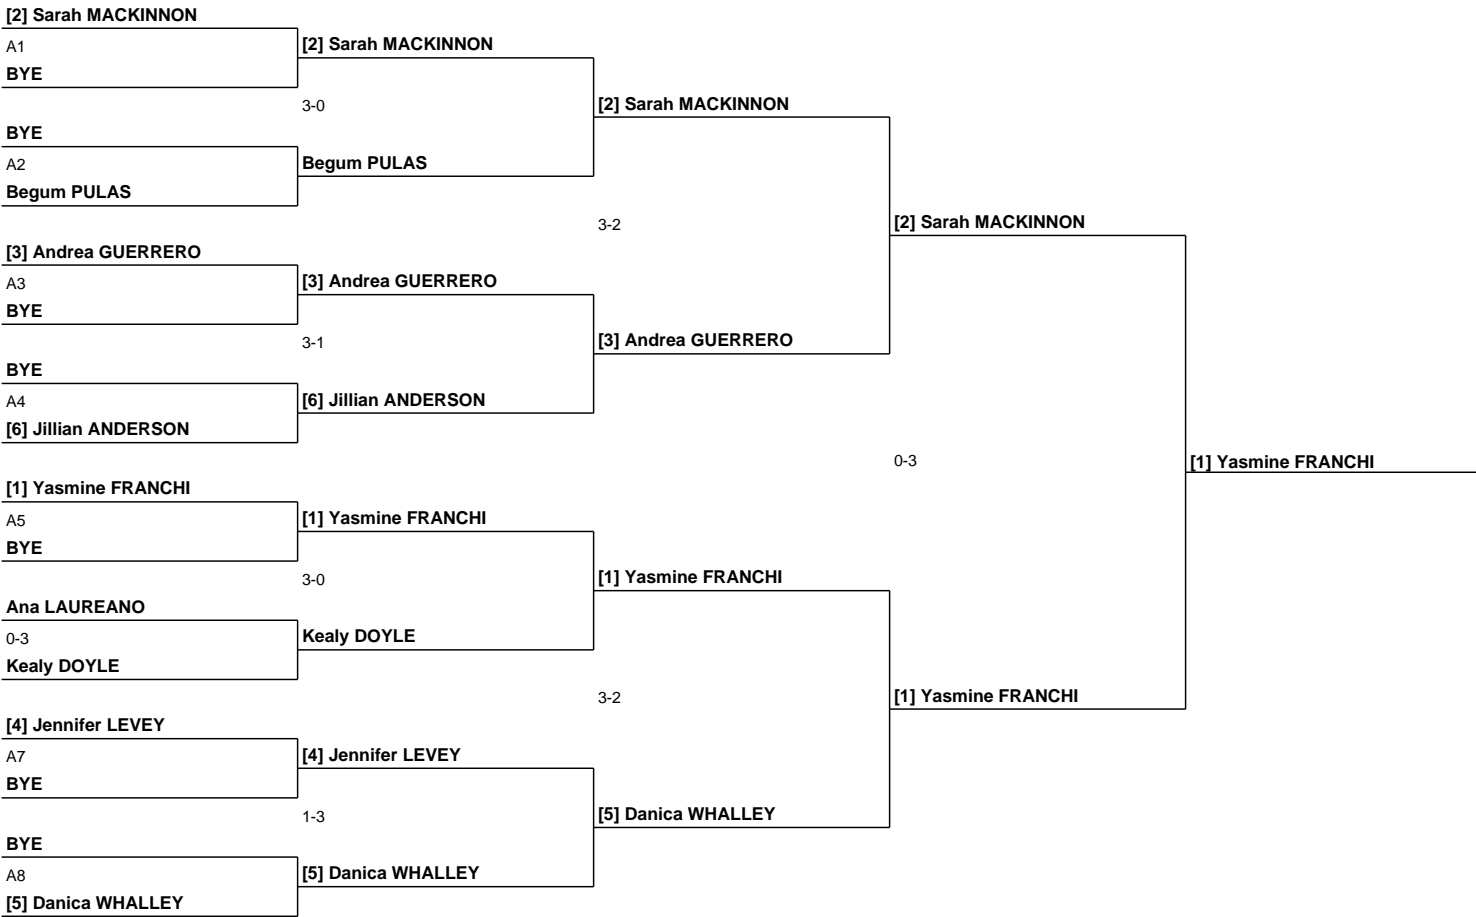 [2] Sarah MACKINNON
A1
BYE
BYE
A2
Begum PULAS
[3] Andrea GUERRERO
A3
BYE
BYE
A4
[6] Jillian ANDERSON
[1] Yasmine FRANCHI
A5
BYE
Ana LAUREANO
0-3
Kealy DOYLE
[4] Jennifer LEVEY
A7
BYE
BYE
A8
[5] Danica WHALLEY
[2] Sarah MACKINNON
3-0
Begum PULAS
[3] Andrea GUERRERO
3-1
[6] Jillian ANDERSON
[1] Yasmine FRANCHI
3-0
Kealy DOYLE
[4] Jennifer LEVEY
1-3
[5] Danica WHALLEY
[2] Sarah MACKINNON
3-2
[3] Andrea GUERRERO
[1] Yasmine FRANCHI
3-2
[5] Danica WHALLEY
[2] Sarah MACKINNON
0-3
[1] Yasmine FRANCHI
[1] Yasmine FRANCHI